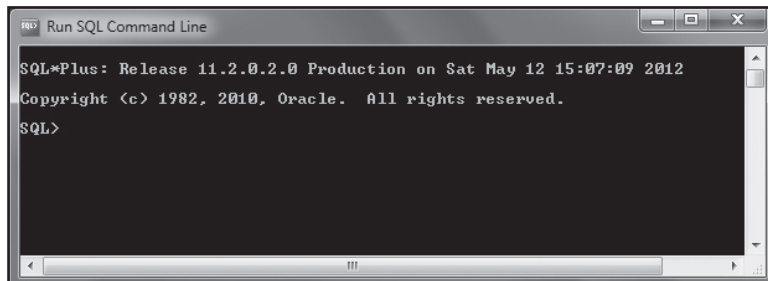 SQL> Run SQL Command Line
SQL*Plus: Release 11.2.0.2.0 Production on Sat May 12 15:07:09 2012
Copyright (c) 1982, 2010, Oracle. All rights reserved.
SQL>